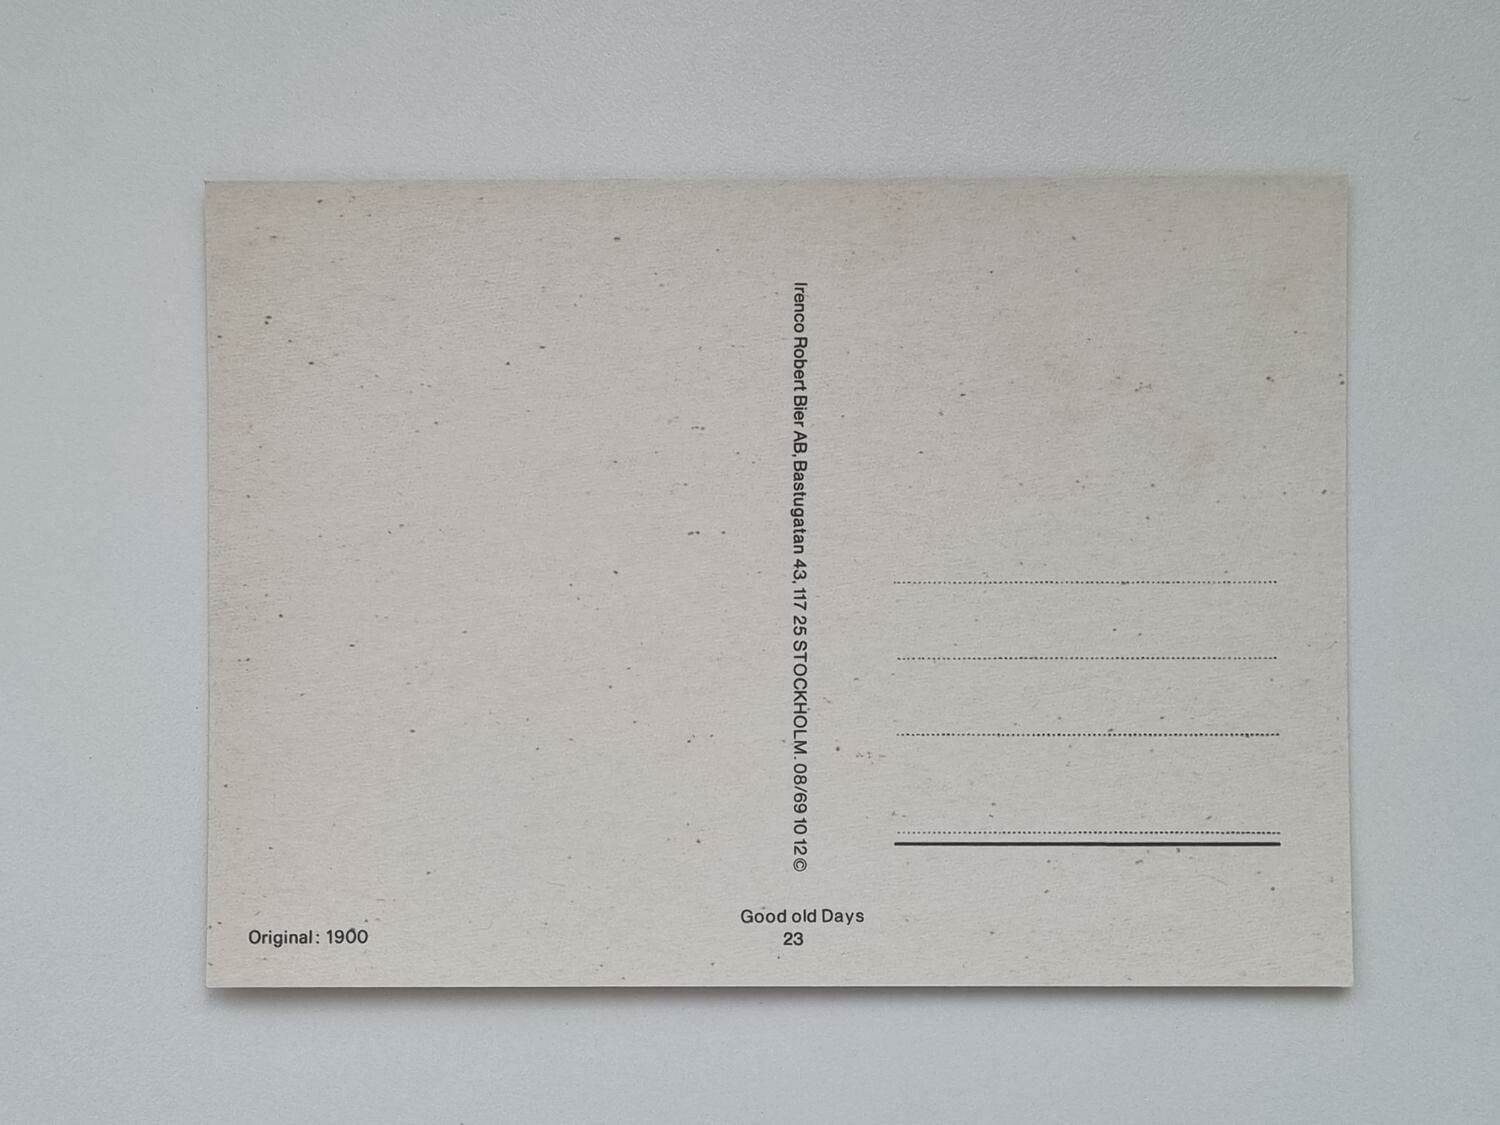 Irenco Robert Bier AB, Bastugatan 43, 117 25 STOCKHOLM. 08/69 10 12 ©
Good old Days
23
Original: 1900